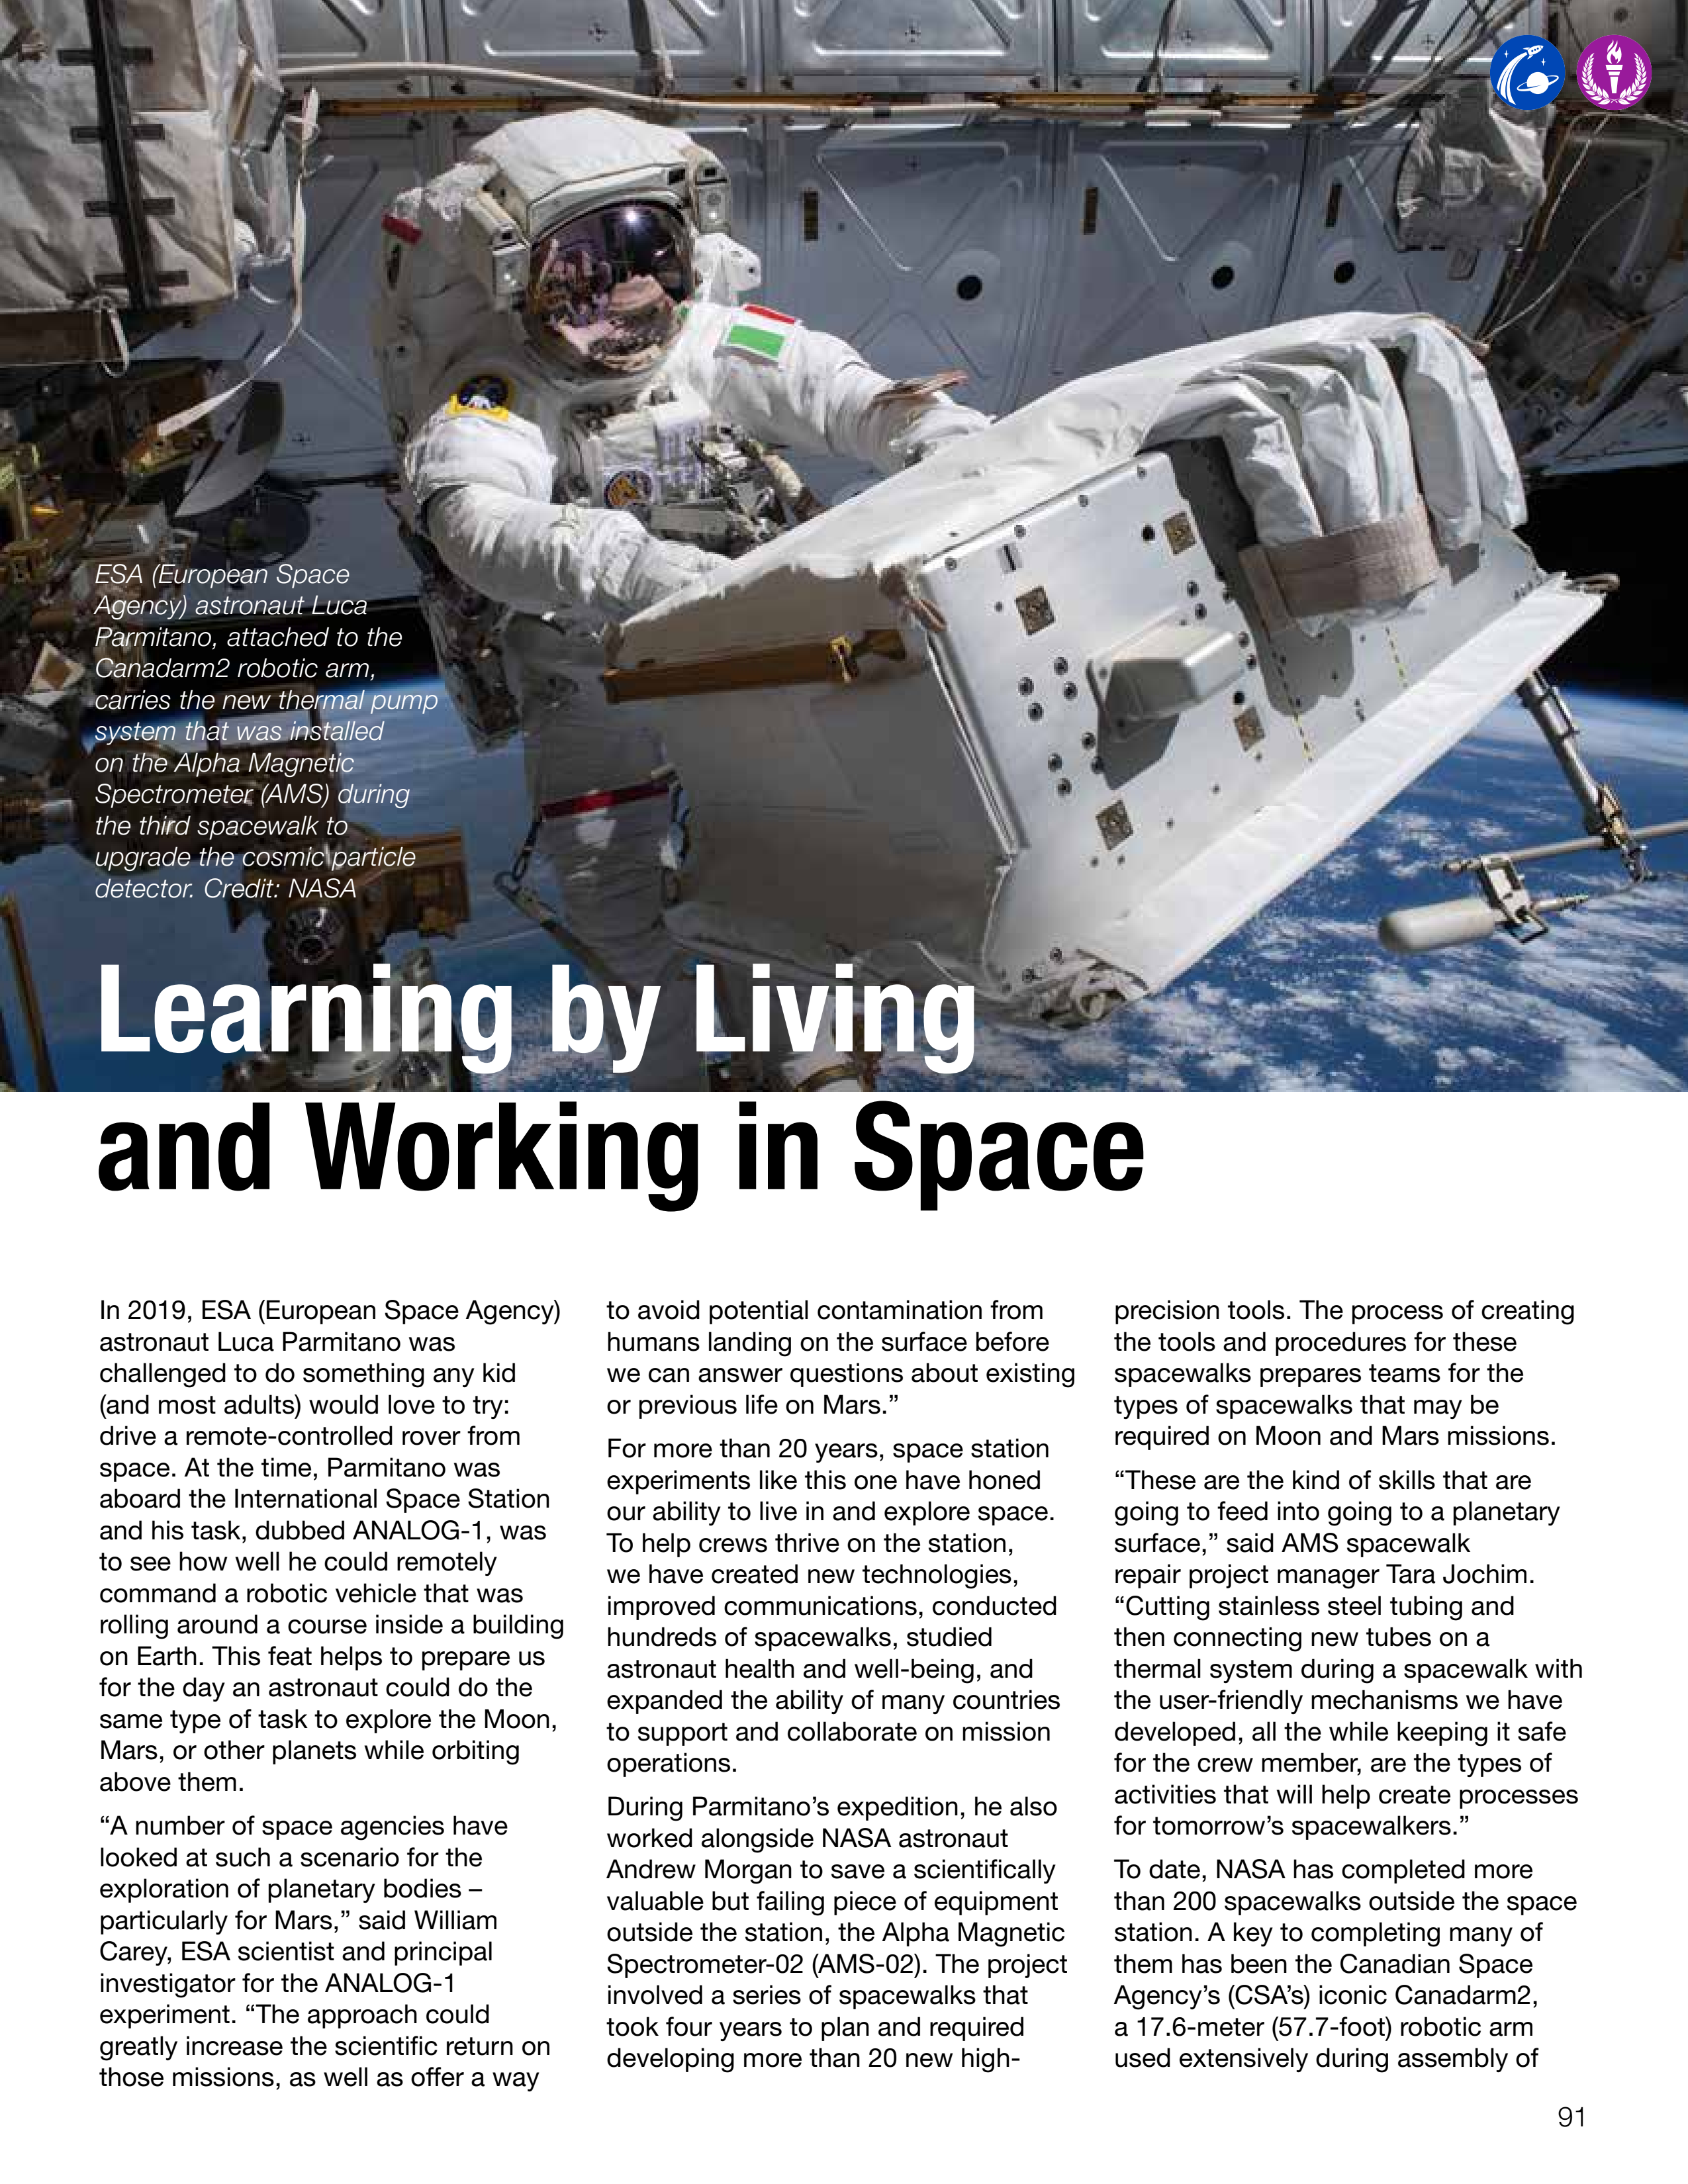 ESA (European Space
Agency) astronaut Luca
Parmitano, attached to the
Canadarm2 robotic arm,
carries the new thermal pump
system that was installed
on the Alpha Magnetic
Spectrometer (AMS) during
the third spacewalk to
upgrade the cosmic particle
detector. Credit: NASA
Learning by Living
and Working in Space
In 2019, ESA (European Space Agency)
astronaut Luca Parmitano was
challenged to do something any kid
(and most adults) would love to try:
drive a remote-controlled rover from
space. At the time, Parmitano was
aboard the International Space Station
and his task, dubbed ANALOG-1, was
to see how well he could remotely
command a robotic vehicle that was
rolling around a course inside a building
on Earth. This feat helps to prepare us
for the day an astronaut could do the
same type of task to explore the Moon,
Mars, or other planets while orbiting
above them.
“A number of space agencies have
looked at such a scenario for the
exploration of planetary bodies –
particularly for Mars,” said William
Carey, ESA scientist and principal
investigator for the ANALOG-1
experiment. “The approach could
greatly increase the scientific return on
those missions, as well as offer a way
to avoid potential contamination from
humans landing on the surface before
we can answer questions about existing
or previous life on Mars.”
For more than 20 years, space station
experiments like this one have honed
our ability to live in and explore space.
To help crews thrive on the station,
we have created new technologies,
improved communications, conducted
hundreds of spacewalks, studied
astronaut health and well-being, and
expanded the ability of many countries
to support and collaborate on mission
operations.
During Parmitano’s expedition, he also
worked alongside NASA astronaut
Andrew Morgan to save a scientifically
valuable but failing piece of equipment
outside the station, the Alpha Magnetic
Spectrometer-02 (AMS-02). The project
involved a series of spacewalks that
took four years to plan and required
developing more than 20 new high-
precision tools. The process of creating
the tools and procedures for these
spacewalks prepares teams for the
types of spacewalks that may be
required on Moon and Mars missions.
“These are the kind of skills that are
going to feed into going to a planetary
surface,” said AMS spacewalk
repair project manager Tara Jochim.
“Cutting stainless steel tubing and
then connecting new tubes on a
thermal system during a spacewalk with
the user-friendly mechanisms we have
developed, all the while keeping it safe
for the crew member, are the types of
activities that will help create processes
for tomorrow’s spacewalkers.”
To date, NASA has completed more
than 200 spacewalks outside the space
station. A key to completing many of
them has been the Canadian Space
Agency’s (CSA’s) iconic Canadarm2,
a 17.6-meter (57.7-foot) robotic arm
used extensively during assembly of
91